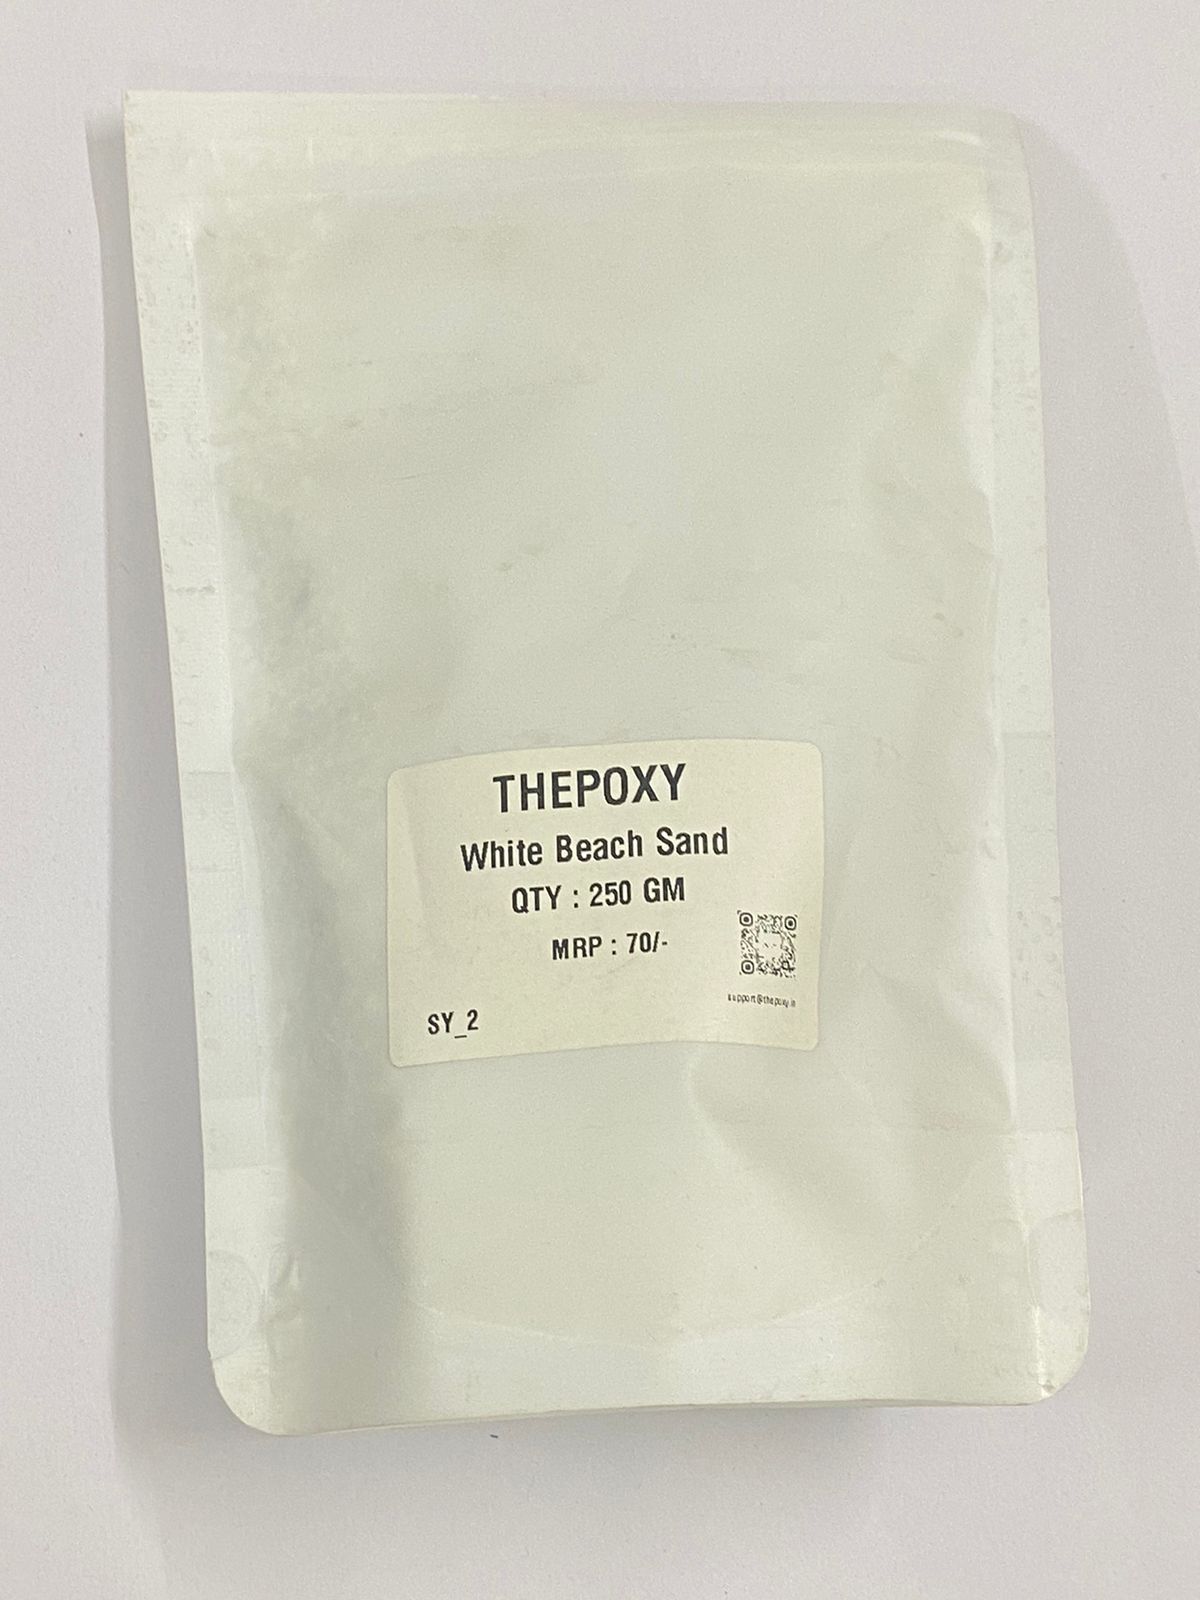 THEPOXY
White Beach Sand
QTY : 250 GM
MRP : 70/-
support@thepoxy.in
SY_2